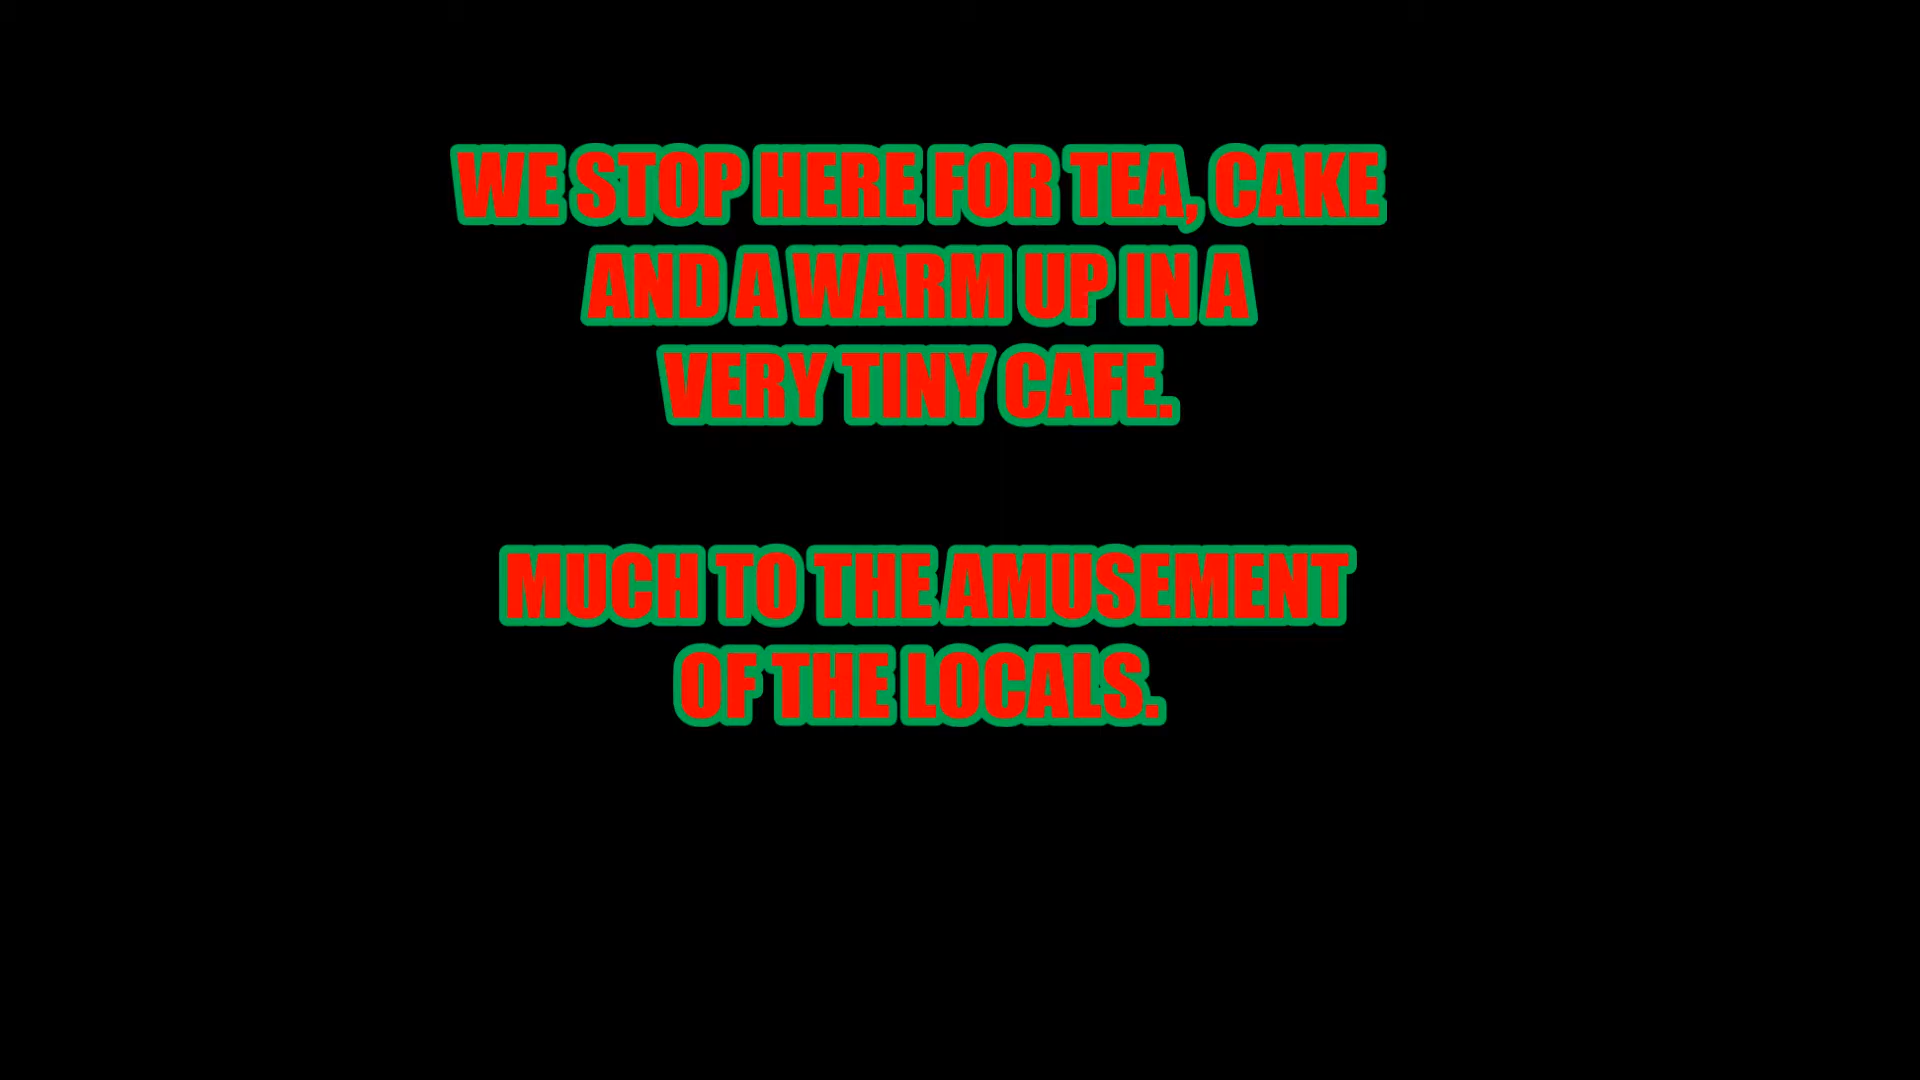 WE STOP HERE FOR TEA, CAKE
AND A WARM UP IN A
VERY TINY CAFE.
MUCH TO THE AMUSEMENT
OF THE LOCALS.